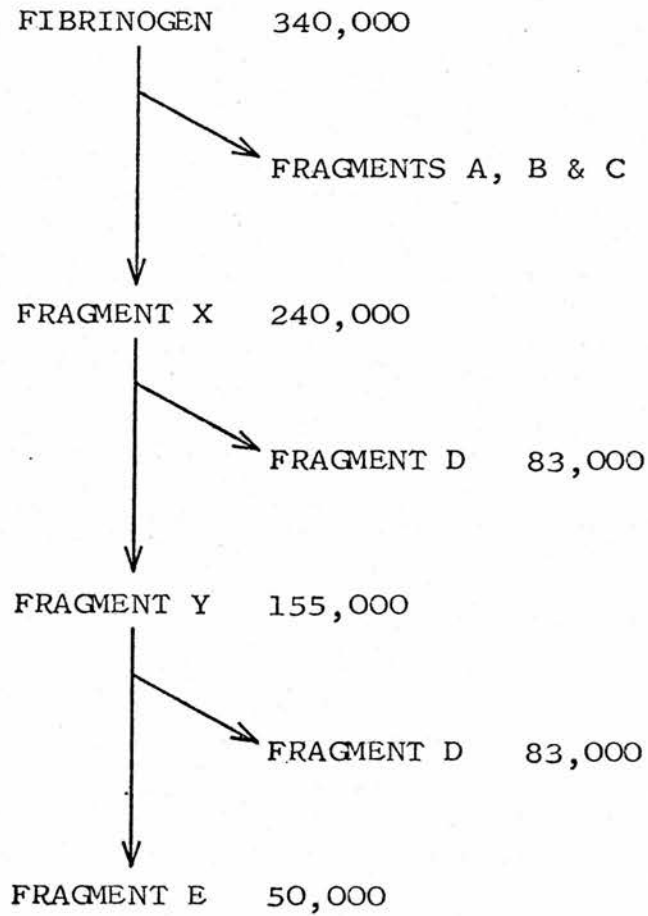 FIBRINOGEN 340,000
FRAGMENTS A, B & C
FRAGMENT X 240,000
FRAGMENT D 83,000
FRAGMENT Y 155,000
FRAGMENT D 83,000
FRAGMENT E 50,000